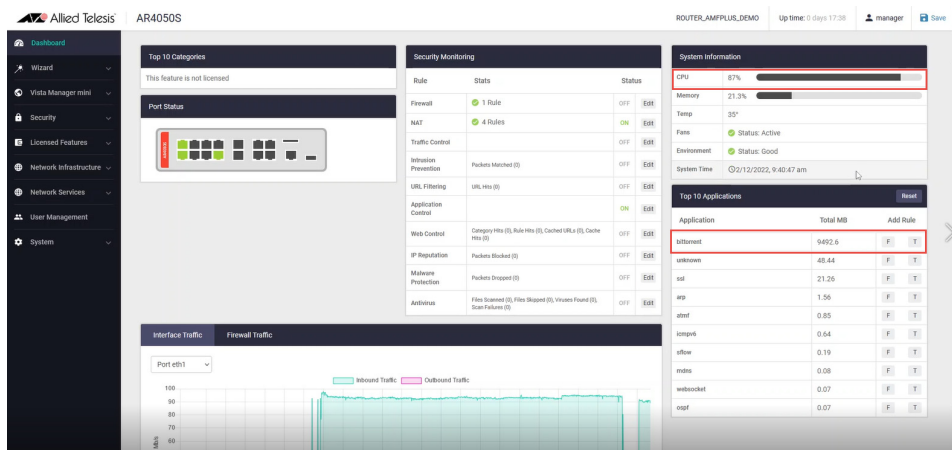 Allied Telesis
AR4050S
ROUTER_AMFPLUS_DEMO
Up time: 0 days 17:38
manager
Save
Dashboard
Wizard
Vista Manager mini
Security
Licensed Features
Network Infrastructure
Network Services
User Management
System
Top 10 Categories
This feature is not licensed
Port Status
Security Monitoring
Rule Stats Status
Firewall 1 Rule OFF Edit
NAT 4 Rules ON Edit
Traffic Control OFF Edit
Intrusion
Prevention Packets Matched (0) OFF Edit
URL Filtering URL Hits (0) OFF Edit
Application
Control ON Edit
Web Control Category Hits (0), Rule Hits (0), Cached URLs (0), Cache
Hits (0) OFF Edit
IP Reputation Packets Blocked (0) OFF Edit
Malware
Protection Packets Dropped (0) OFF Edit
Antivirus Files Scanned (0), Files Skipped (0), Viruses Found (0),
Scan Failures (0) OFF Edit
System Information
CPU 87%
Memory 21.3%
Temp 35°
Fans Status: Active
Environment Status: Good
System Time 2/12/2022, 9:40:47 am
Top 10 Applications Reset
Application Total MB Add Rule
bittorrent 9492.6 F T
unknown 48.44 F T
ssl 21.26 F T
arp 1.56 F T
atmf 0.85 F T
icmpv6 0.64 F T
sflow 0.19 F T
mdns 0.08 F T
websocket 0.07 F T
ospf 0.07 F T
Interface Traffic Firewall Traffic
Port eth1
Inbound Traffic Outbound Traffic
100
90
80
70
60
Mb/s